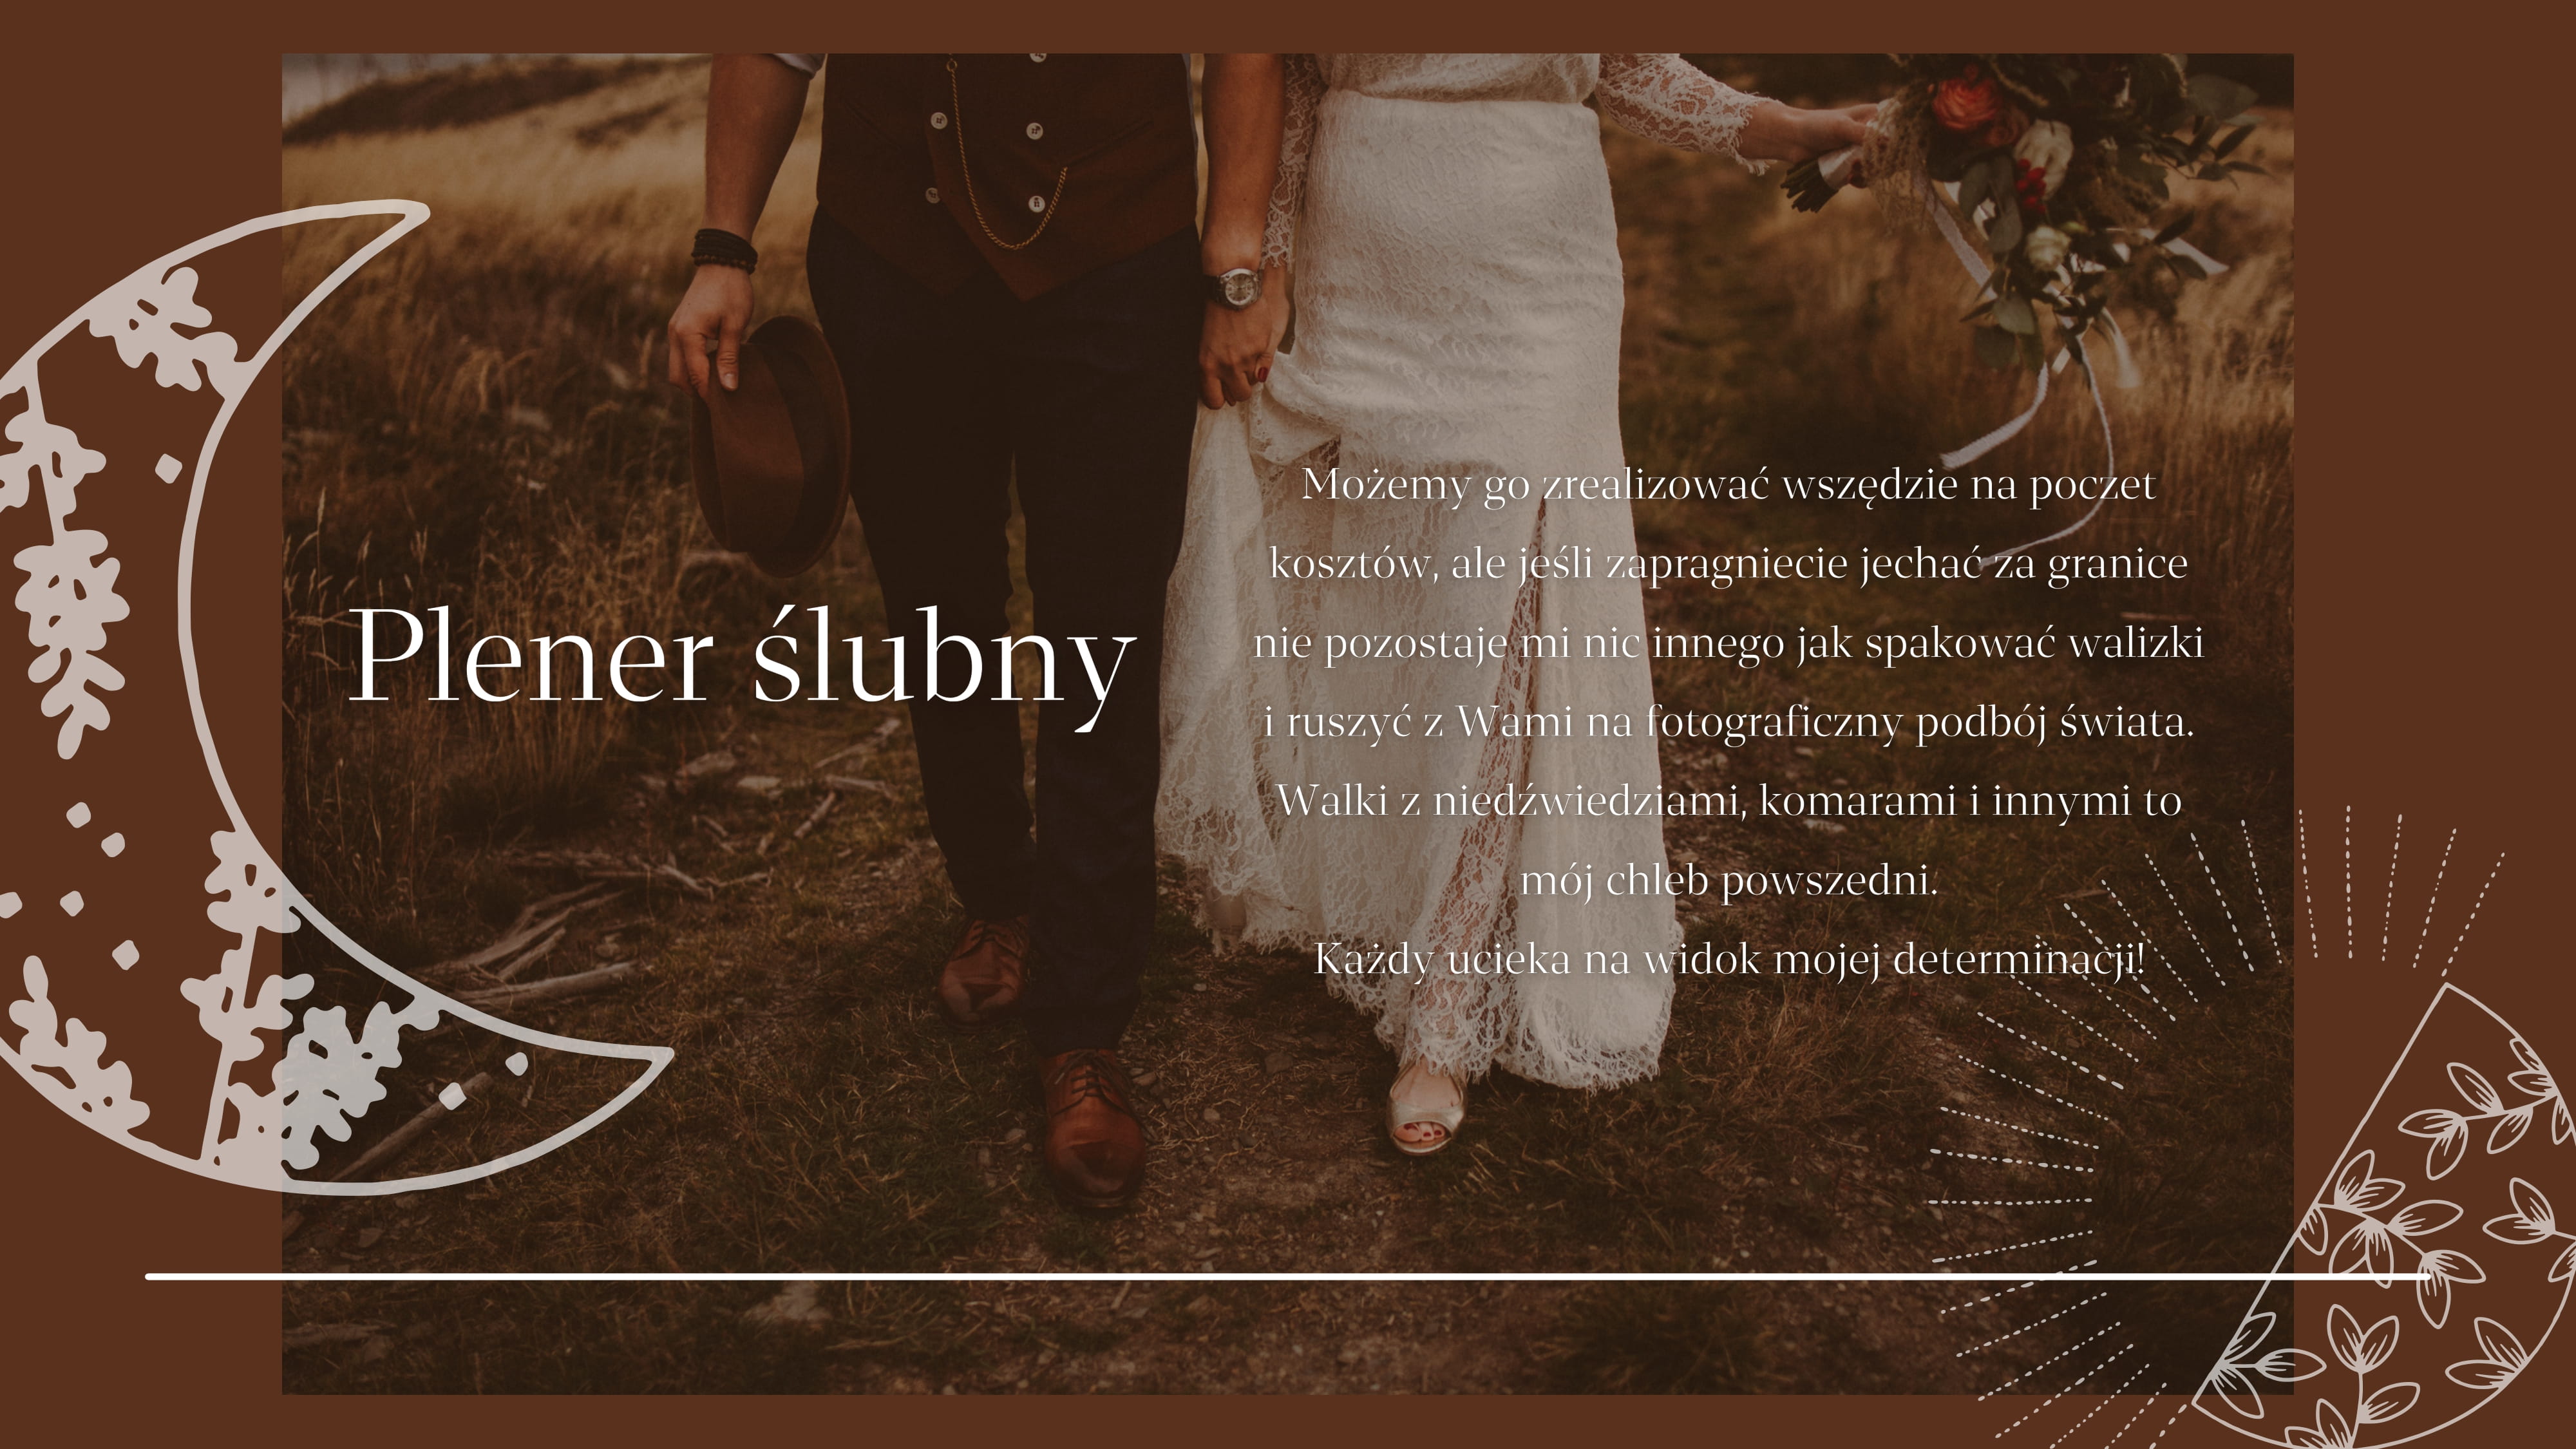 Plener ślubny
Możemy go zrealizować wszędzie na poczet
kosztów, ale jeśli zapragniecie jechać za granice
nie pozostaje mi nic innego jak spakować walizki
i ruszyć z Wami na fotograficzny podbój świata.
Walki z niedźwiedziami, komarami i innymi to
mój chleb powszedni.
Każdy ucieka na widok mojej determinacji!